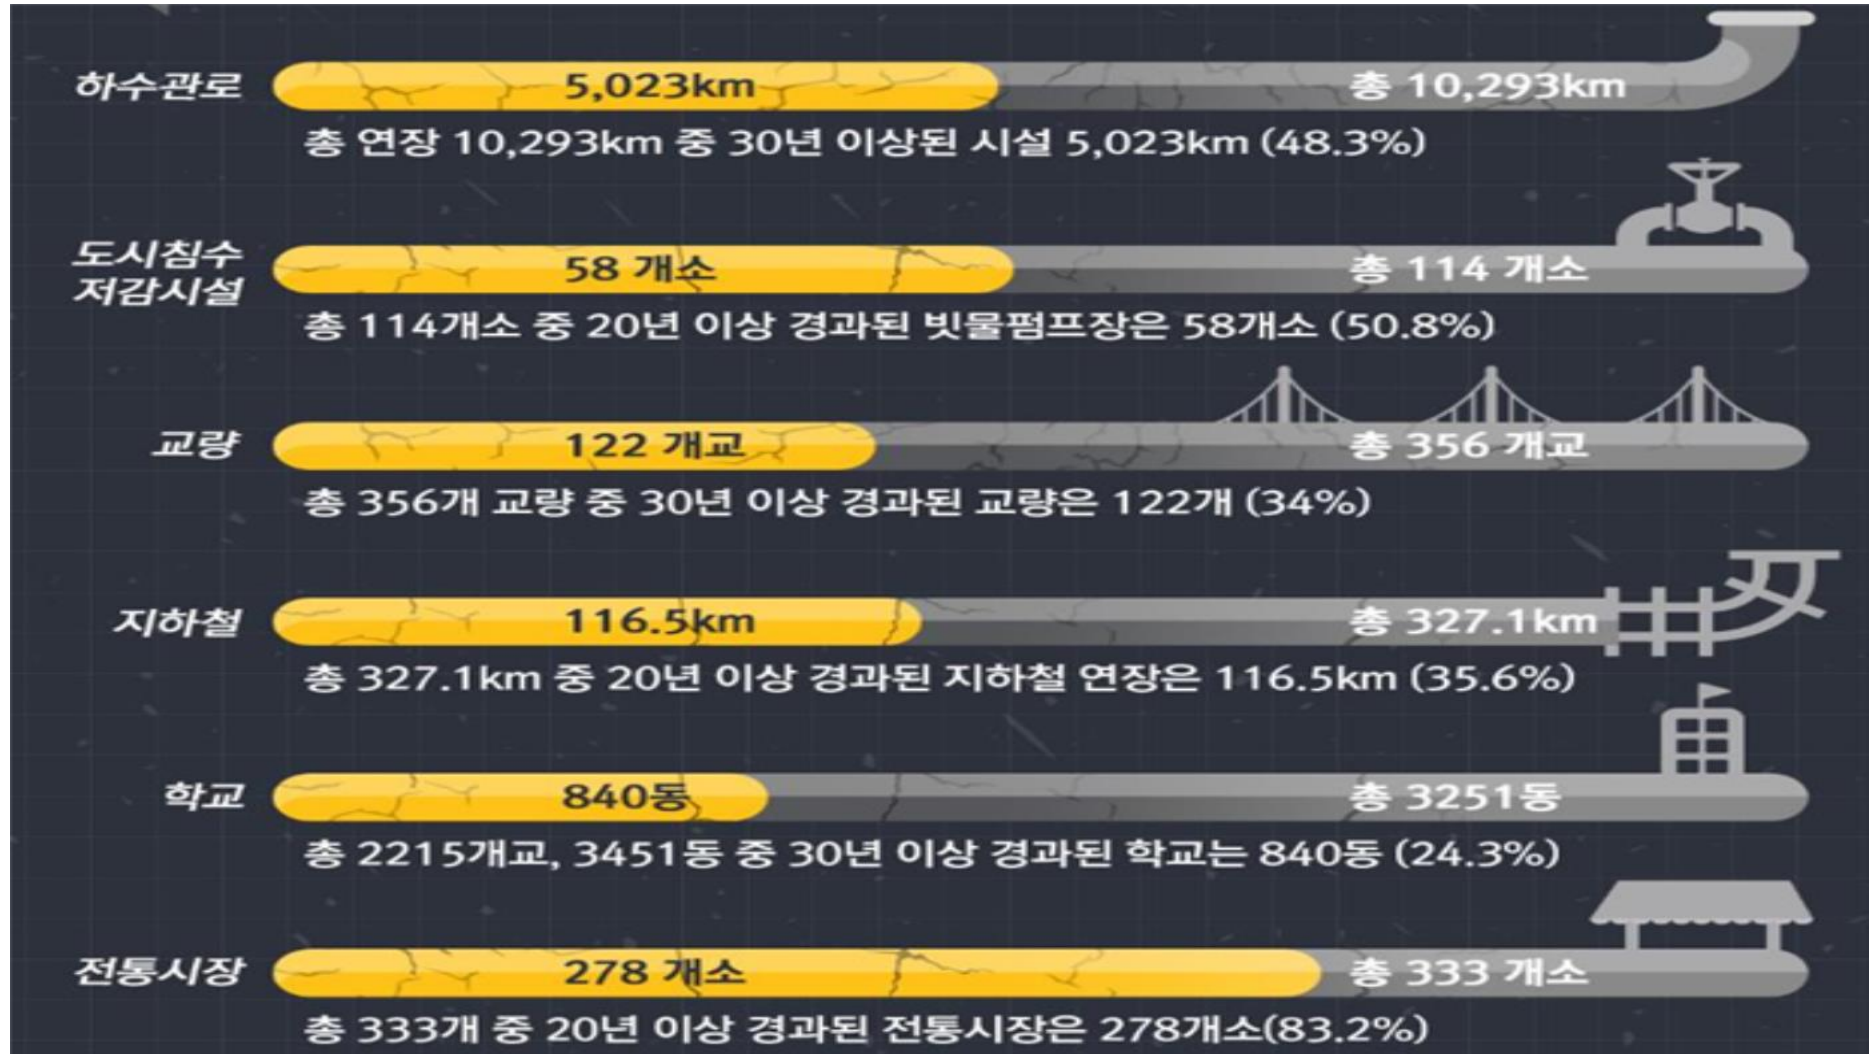 하수관로
5,023km
총 10,293km
총 연장 10,293km 중 30년 이상된 시설 5,023km (48.3%)
도시침수
저감시설
58 개소
총 114 개소
총 114개소 중 20년 이상 경과된 빗물펌프장은 58개소 (50.8%)
교량
122 개교
총 356 개교
총 356개 교량 중 30년 이상 경과된 교량은 122개 (34%)
지하철
116.5km
총 327.1km
총 327.1km 중 20년 이상 경과된 지하철 연장은 116.5km (35.6%)
학교
840동
총 3251동
총 2215개교, 3451동 중 30년 이상 경과된 학교는 840동 (24.3%)
전통시장
278 개소
총 333 개소
총 333개 중 20년 이상 경과된 전통시장은 278개소(83.2%)